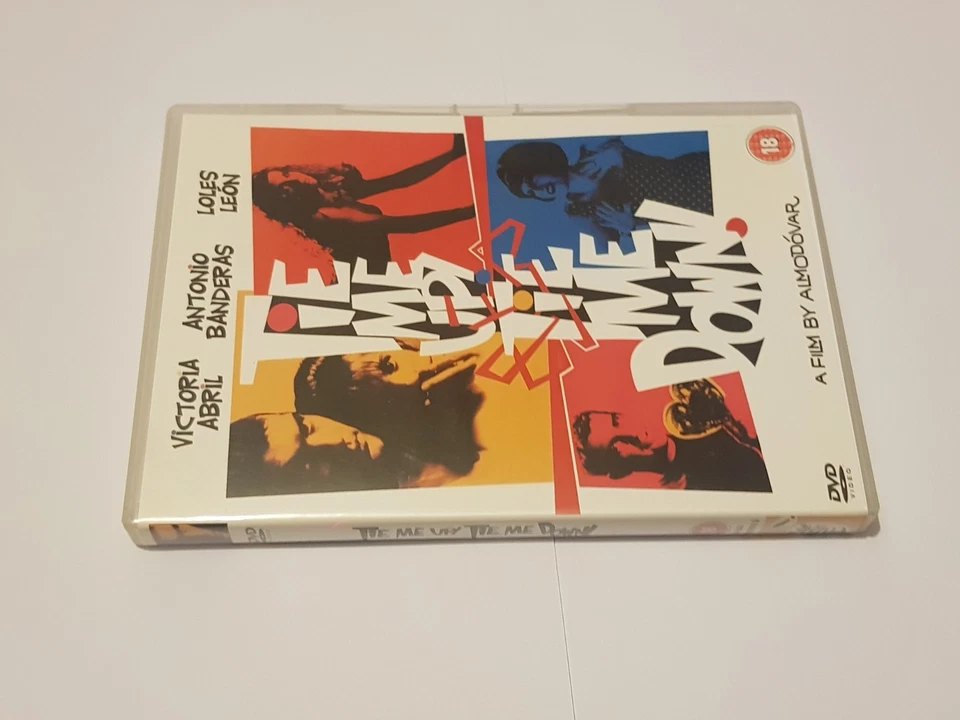 VICTORIA
ABRIL
ANTONIO
BANDERAS
LOLES
LEÓN
TIE
ME
UP!
TIE
ME
DOWN!
18
A FILM BY ALMODÓVAR
DVD
VIDEO
DVD
TIE ME UP! TIE ME DOWN!